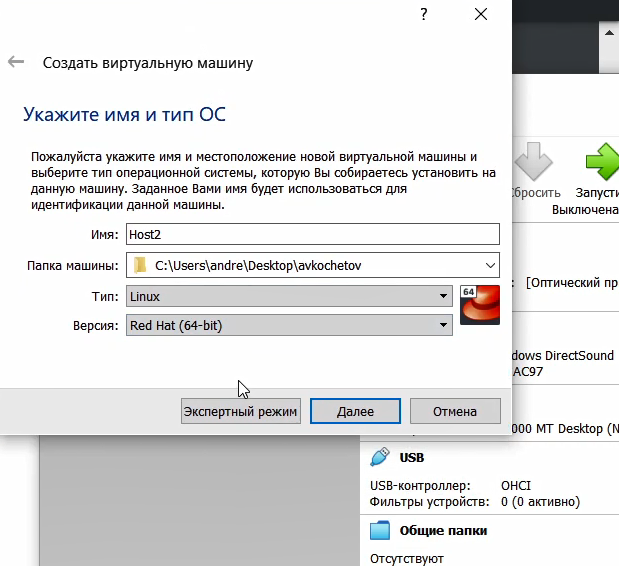 ?
Создать виртуальную машину
Укажите имя и тип ОС
Пожалуйста укажите имя и местоположение новой виртуальной машины и
выберите тип операционной системы, которую Вы собираетесь установить на
данную машину. Заданное Вами имя будет использоваться для
идентификации данной машины.
Имя: Host2
Папка машины: C:\Users\andre\Desktop\avkochetov
Тип: Linux
64
Версия: Red Hat (64-bit)
Экспертный режим Далее Отмена
Сбросить Запусти
Выключена
: [Оптический пр
dows DirectSound
AC97
000 MT Desktop (N
USB
USB-контроллер: OHCI
Фильтры устройств: 0 (0 активно)
Общие папки
Отсутствуют